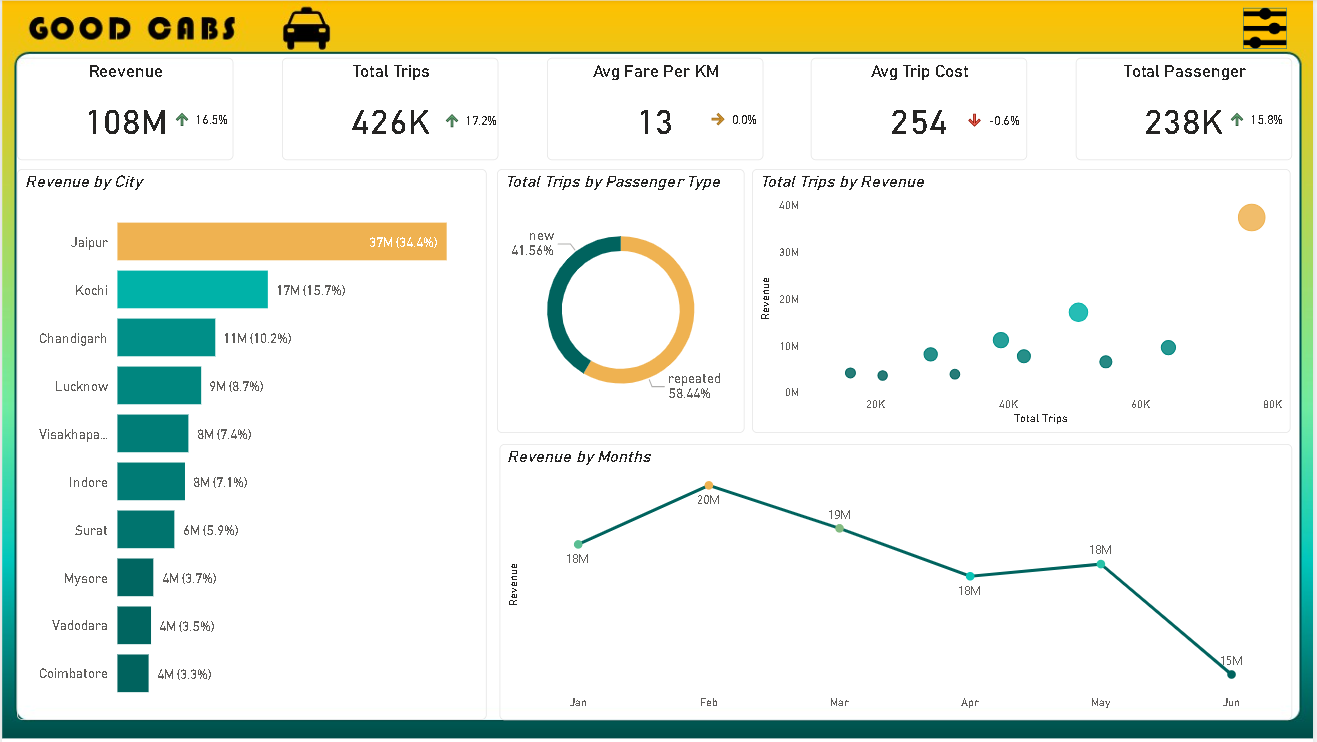 GOOD CABS
Reevenue
108M 16.5%
Total Trips
426K 17.2%
Avg Fare Per KM
13 0.0%
Avg Trip Cost
254 -0.6%
Total Passenger
238K 15.8%
Revenue by City
Jaipur 37M (34.4%)
Kochi 17M (15.7%)
Chandigarh 11M (10.2%)
Lucknow 9M (8.7%)
Visakhapa... 8M (7.4%)
Indore 8M (7.1%)
Surat 6M (5.9%)
Mysore 4M (3.7%)
Vadodara 4M (3.5%)
Coimbatore 4M (3.3%)
Total Trips by Passenger Type
new
41.56%
repeated
58.44%
Total Trips by Revenue
Revenue
40M
30M
20M
10M
0M
20K 40K 60K 80K
Total Trips
Revenue by Months
Revenue
18M
20M
19M
18M
18M
15M
Jan Feb Mar Apr May Jun